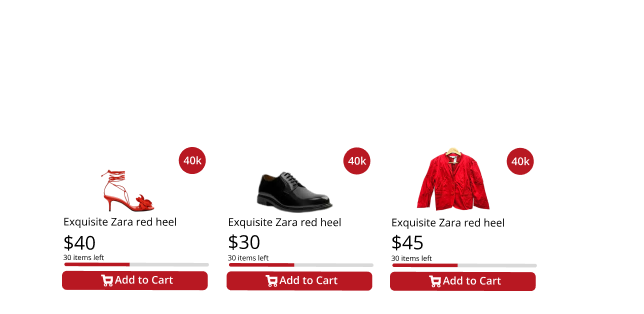 40k 40k 40k
Exquisite Zara red heel Exquisite Zara red heel Exquisite Zara red heel
$40 $30 $45
30 items left 30 items left 30 items left
Add to Cart Add to Cart Add to Cart